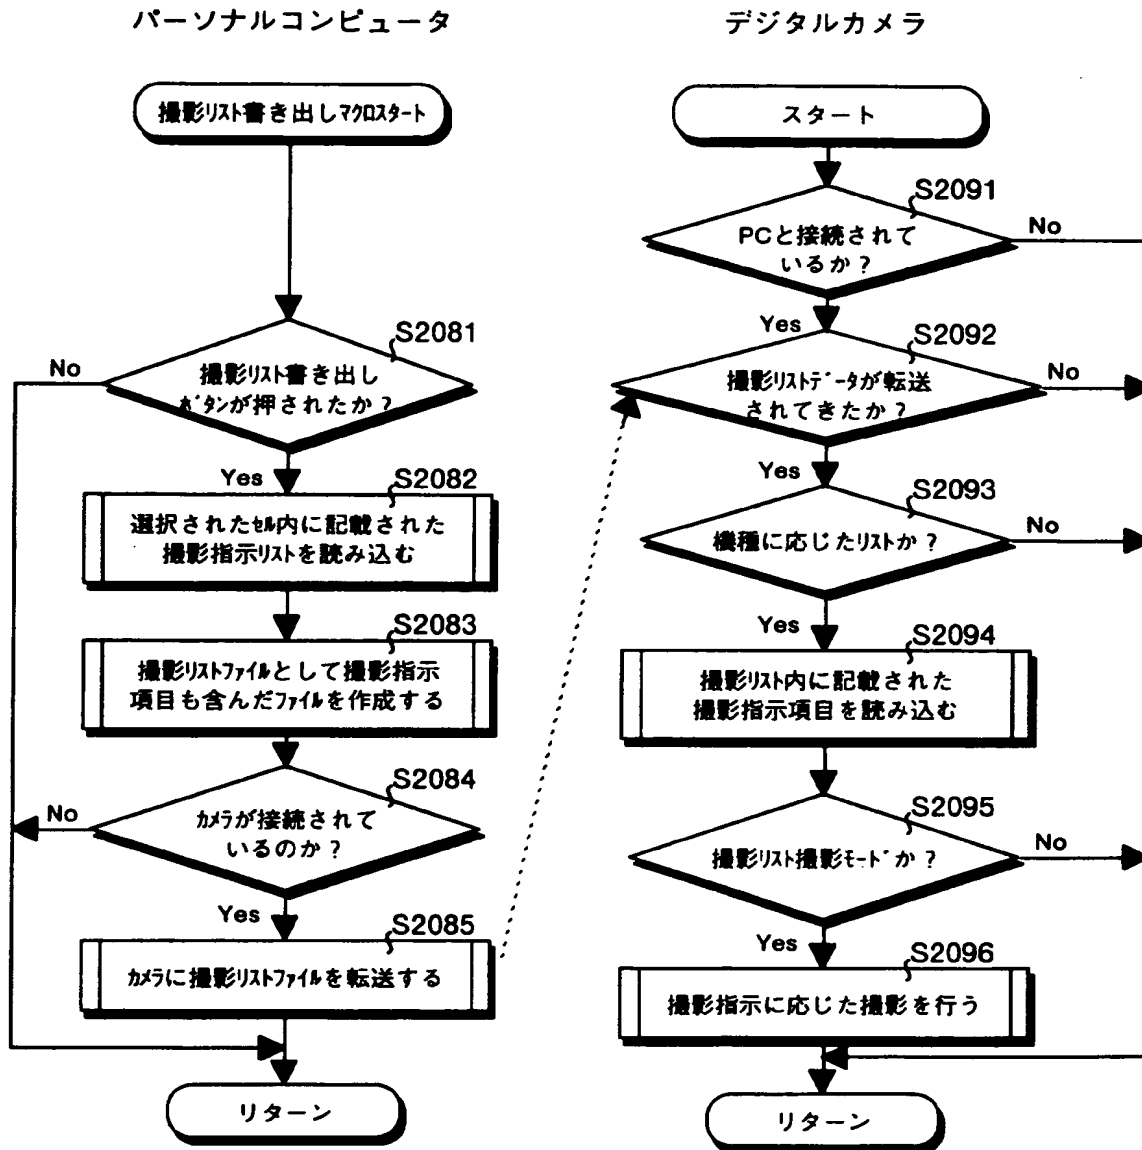 パーソナルコンピュータ
撮影リスト書き出しマクロスタート
S2081
撮影リスト書き出し
ボタンが押されたか？
No
Yes
S2082
選択されたセル内に記載された
撮影指示リストを読み込む
S2083
撮影リストファイルとして撮影指示
項目も含んだファイルを作成する
S2084
カメラが接続されて
いるのか？
No
Yes
S2085
カメラに撮影リストファイルを転送する
リターン
デジタルカメラ
スタート
S2091
PCと接続されて
いるか？
No
Yes
S2092
撮影リストデータが転送
されてきたか？
No
Yes
S2093
機種に応じたリストか？
No
Yes
S2094
撮影リスト内に記載された
撮影指示項目を読み込む
S2095
撮影リスト撮影モードか？
No
Yes
S2096
撮影指示に応じた撮影を行う
リターン